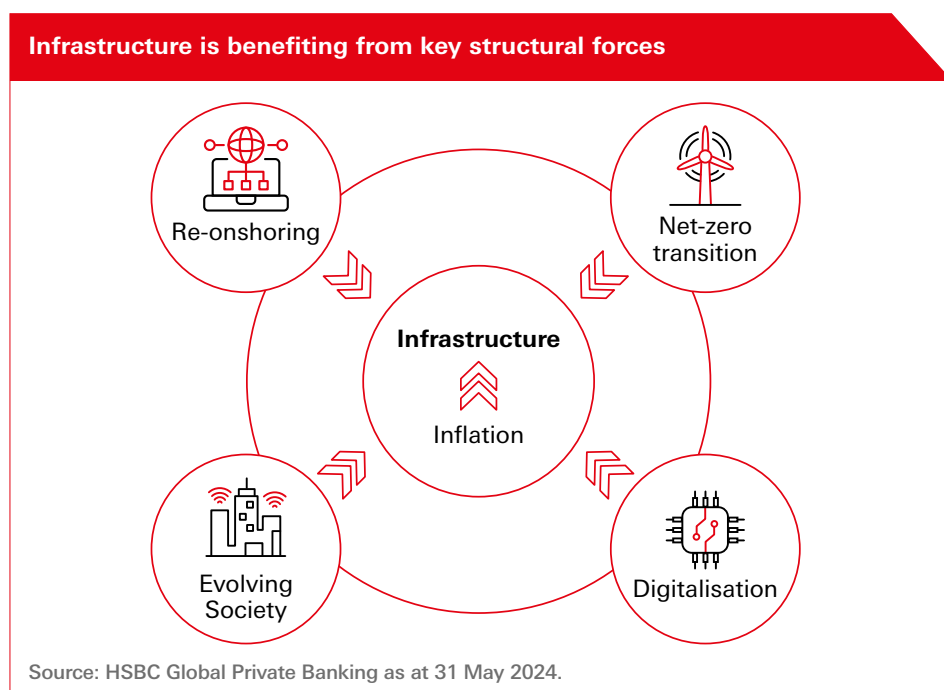 Infrastructure is benefiting from key structural forces
Re-onshoring
Net-zero
transition
Infrastructure
Inflation
Evolving
Society
Digitalisation
Source: HSBC Global Private Banking as at 31 May 2024.